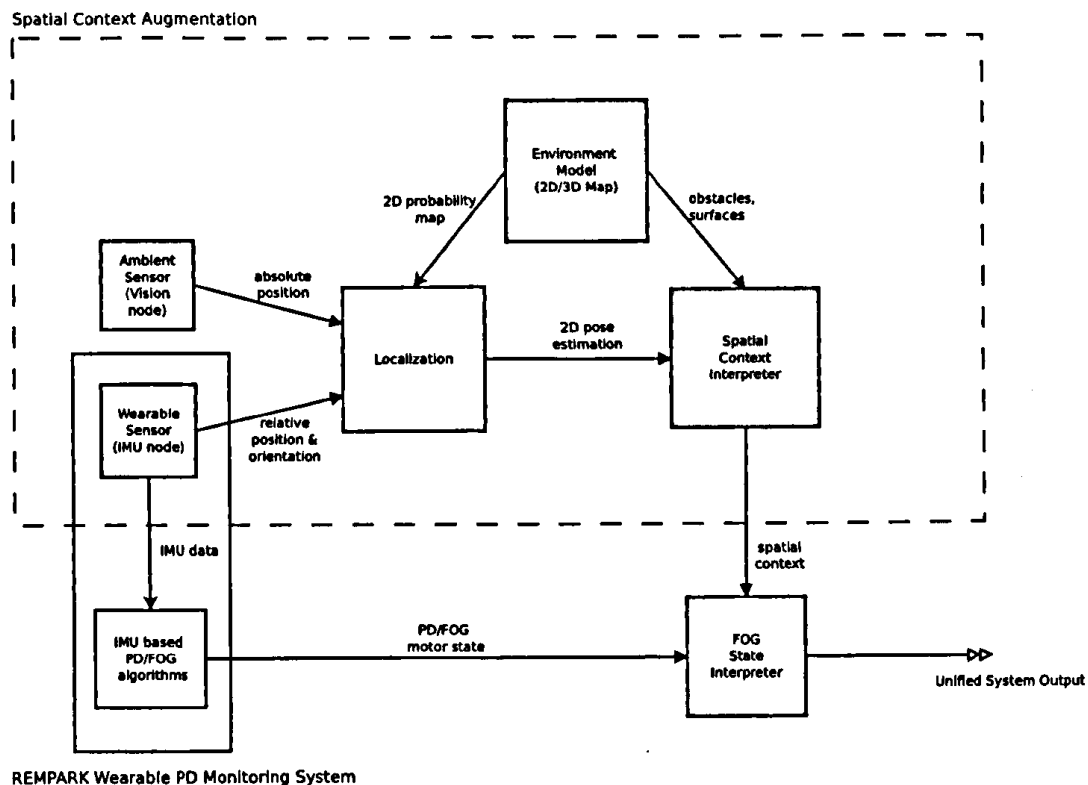 Spatial Context Augmentation
Environment
Model
(2D/3D Map)
2D probability
map
obstacles,
surfaces
Ambient
Sensor
(Vision
node)
absolute
position
Localization
2D pose
estimation
Spatial
Context
Interpreter
Wearable
Sensor
(IMU node)
relative
position &
orientation
IMU data
spatial
context
IMU based
PD/FOG
algorithms
PD/FOG
motor state
FOG
State
Interpreter
Unified System Output
REMPARK Wearable PD Monitoring System